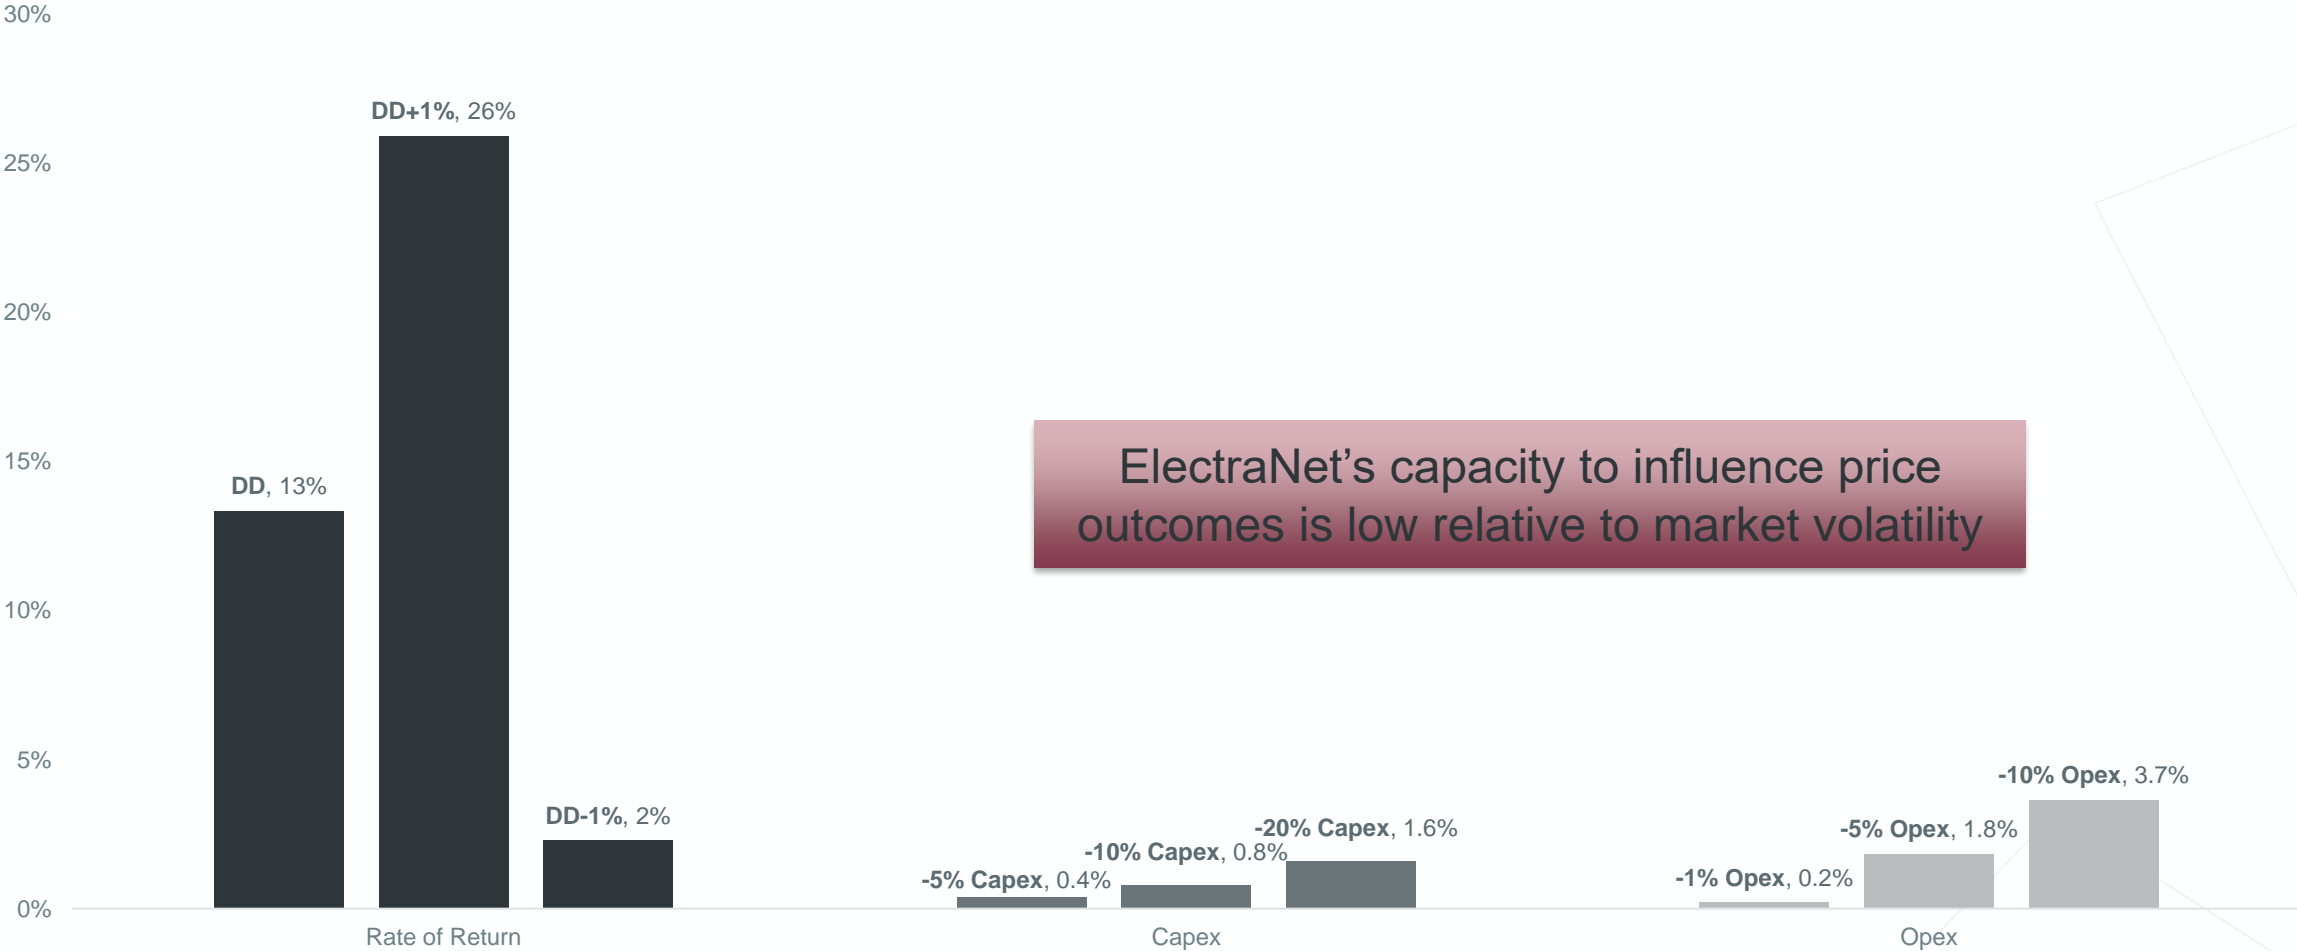 30%
25%
20%
15%
10%
5%
0%
DD, 13%
DD+1%, 26%
DD-1%, 2%
-5% Capex, 0.4%
-10% Capex, 0.8%
-20% Capex, 1.6%
-1% Opex, 0.2%
-5% Opex, 1.8%
-10% Opex, 3.7%
ElectraNet’s capacity to influence price
outcomes is low relative to market volatility
Rate of Return
Capex
Opex